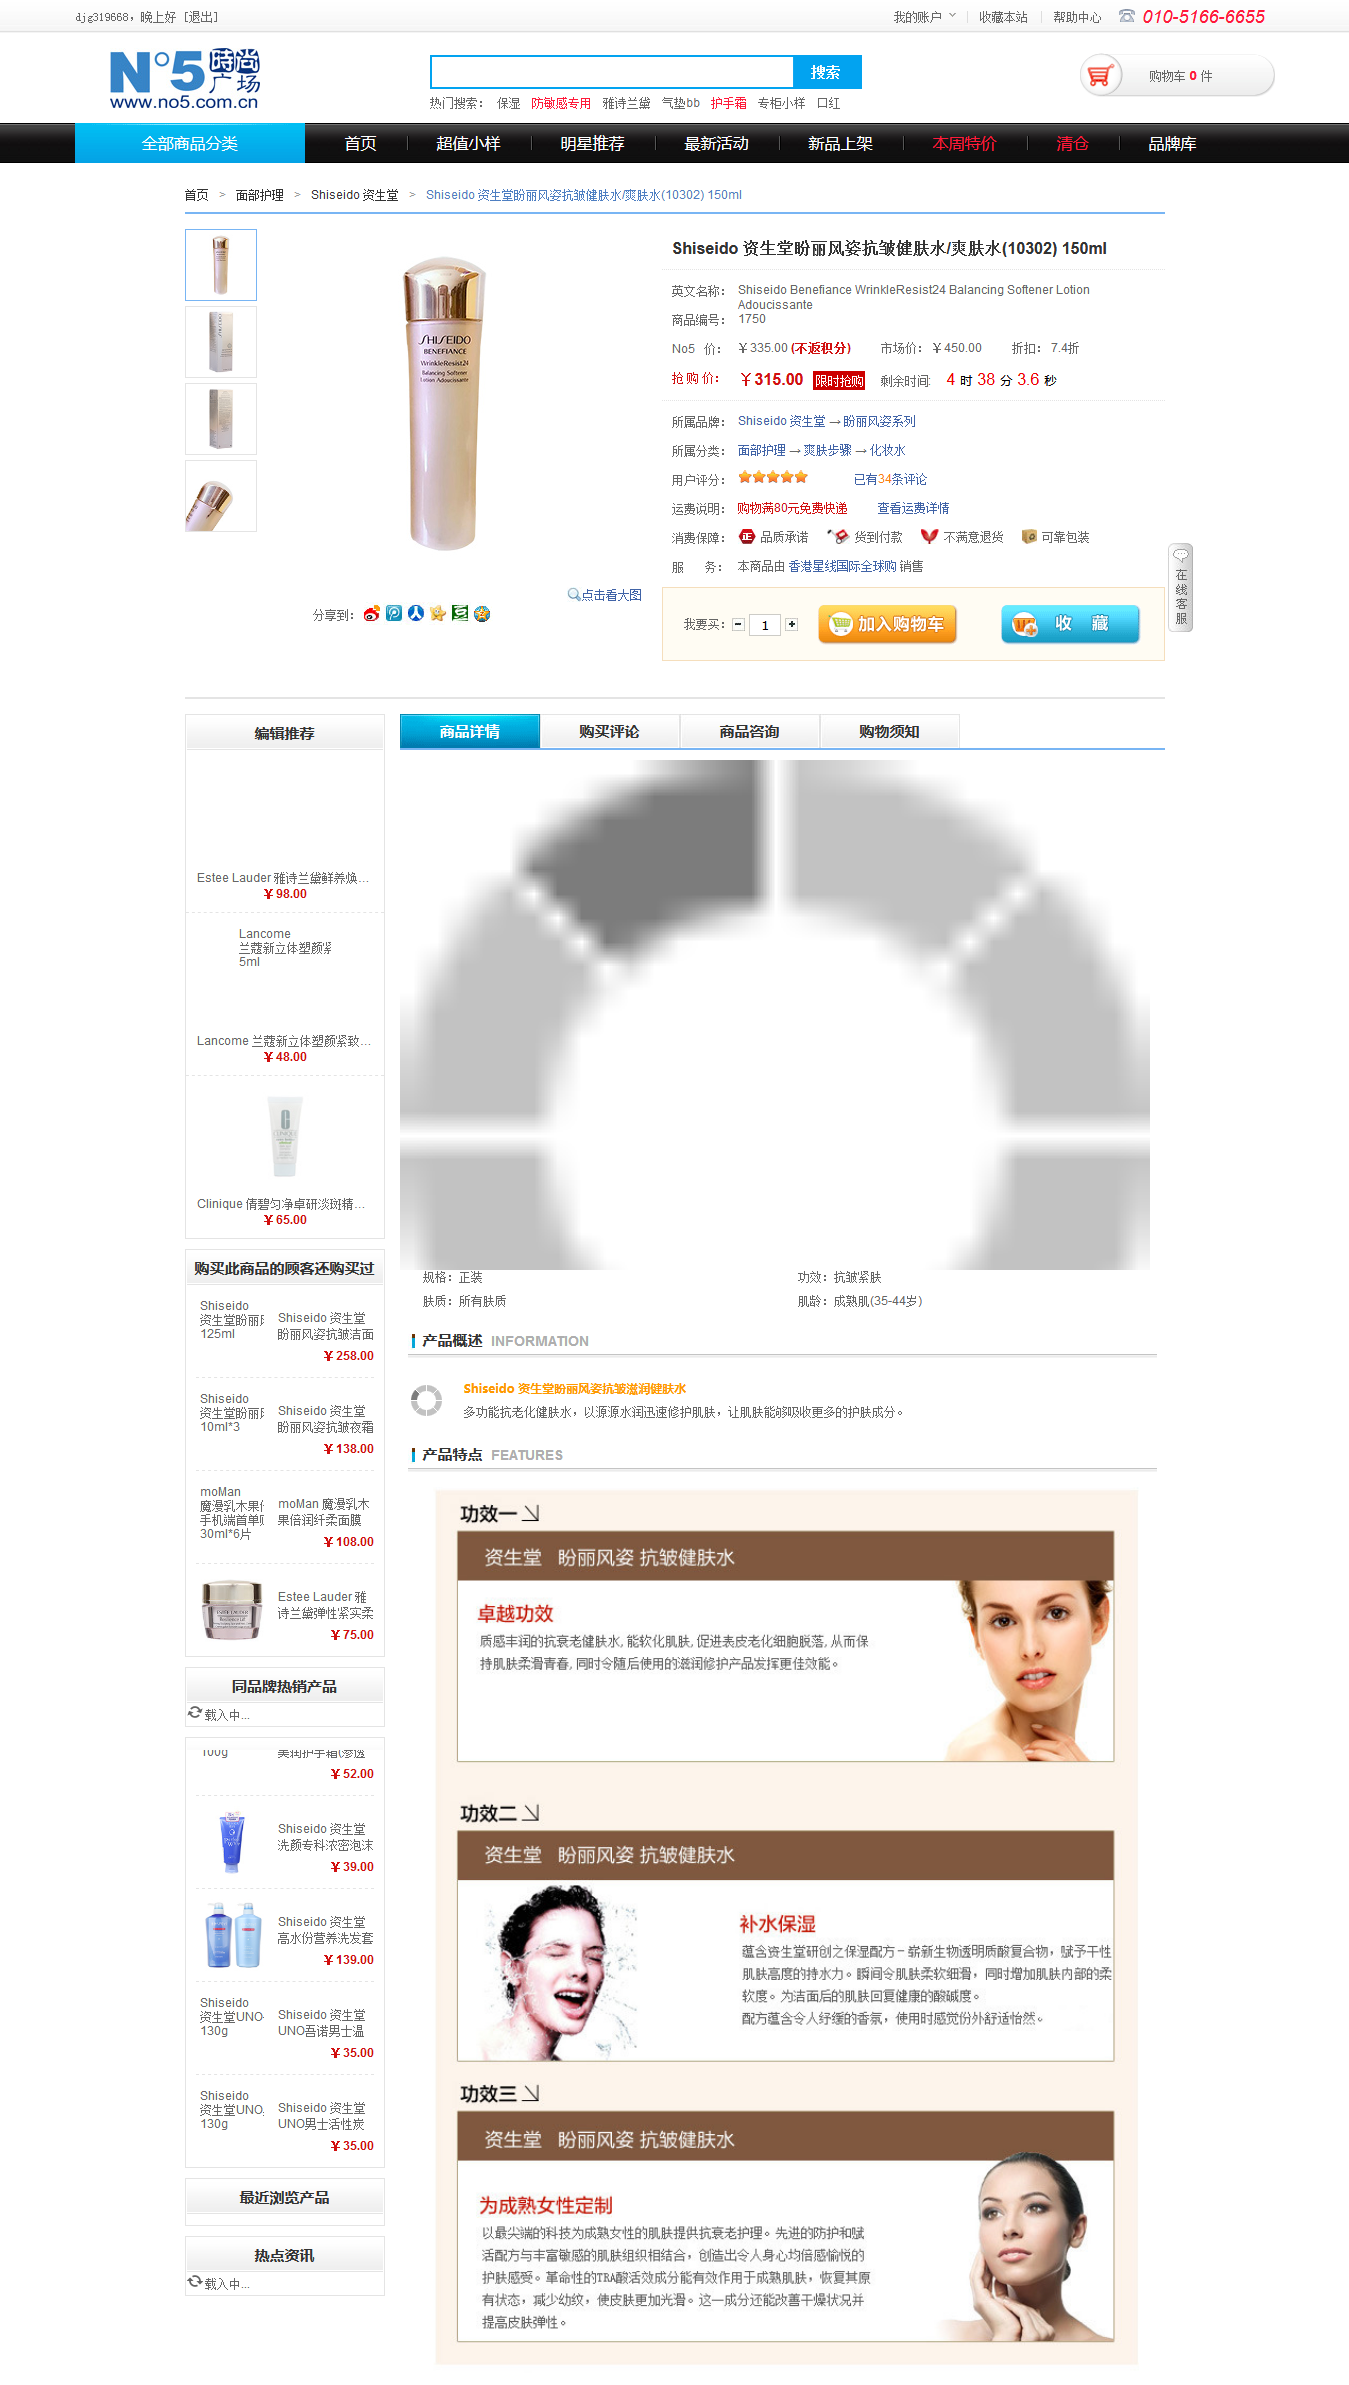 djg319668，晚上好 [退出]
我的账户 收藏本站 帮助中心 010-5166-6655
N°5 時尚广场
www.no5.com.cn
搜索
购物车 0 件
热门搜索： 保湿 防敏感专用 雅诗兰黛 气垫bb 护手霜 专柜小样 口红
全部商品分类 首页 超值小样 明星推荐 最新活动 新品上架 本周特价 清仓 品牌库
首页 > 面部护理 > Shiseido 资生堂 > Shiseido 资生堂盼丽风姿抗皱健肤水/爽肤水(10302) 150ml
SHISEIDO
BENEFIANCE
WrinkleResist24
Balancing Softener
Lotion Adoucissante
点击看大图
分享到：
Shiseido 资生堂盼丽风姿抗皱健肤水/爽肤水(10302) 150ml
英文名称： Shiseido Benefiance WrinkleResist24 Balancing Softener Lotion
Adoucissante
商品编号： 1750
No5 价： ￥335.00 (不返积分) 市场价：￥450.00 折扣： 7.4折
抢 购 价： ￥315.00 限时抢购 剩余时间: 4 时 38 分 3.6 秒
所属品牌： Shiseido 资生堂 → 盼丽风姿系列
所属分类： 面部护理 → 爽肤步骤 → 化妆水
用户评分： 已有34条评论
运费说明： 购物满80元免费快递 查看运费详情
消费保障： 正 品质承诺 货到付款 不满意退货 可靠包装
服 务： 本商品由 香港星线国际全球购 销售
我要买： 1 加入购物车 收 藏
在线客服
编辑推荐
Estee Lauder 雅诗兰黛鲜养焕...
￥98.00
Lancome
兰蔻新立体塑颜紧
5ml
Lancome 兰蔻新立体塑颜紧致...
￥48.00
Clinique 倩碧匀净卓研淡斑精...
￥65.00
购买此商品的顾客还购买过
Shiseido
资生堂盼丽风
125ml
Shiseido 资生堂
盼丽风姿抗皱洁面
￥258.00
Shiseido
资生堂盼丽风
10ml*3
Shiseido 资生堂
盼丽风姿抗皱夜霜
￥138.00
moMan
魔漫乳木果倍
手机端首单购
30ml*6片
moMan 魔漫乳木
果倍润纤柔面膜
￥108.00
Estee Lauder 雅
诗兰黛弹性紧实柔
￥75.00
同品牌热销产品
载入中...
100g
美润护手霜(渗透
￥52.00
Shiseido 资生堂
洗颜专科浓密泡沫
￥39.00
Shiseido 资生堂
高水份营养洗发套
￥139.00
Shiseido
资生堂UNO
130g
Shiseido 资生堂
UNO吾诺男士温
￥35.00
Shiseido
资生堂UNO
130g
Shiseido 资生堂
UNO男士活性炭
￥35.00
最近浏览产品
热点资讯
载入中...
商品详情 购买评论 商品咨询 购物须知
规格：正装 功效：抗皱紧肤
肤质：所有肤质 肌龄：成熟肌(35-44岁)
产品概述 INFORMATION
Shiseido 资生堂盼丽风姿抗皱滋润健肤水
多功能抗老化健肤水，以源源水润迅速修护肌肤，让肌肤能够吸收更多的护肤成分。
产品特点 FEATURES
功效一
资生堂 盼丽风姿 抗皱健肤水
卓越功效
质感丰润的抗衰老健肤水,能软化肌肤,促进表皮老化细胞脱落,从而保
持肌肤柔滑青春,同时令随后使用的滋润修护产品发挥更佳效能。
功效二
资生堂 盼丽风姿 抗皱健肤水
补水保湿
蕴含资生堂研创之保湿配方－崭新生物透明质酸复合物，赋予干性
肌肤高度的持水力。瞬间令肌肤柔软细滑，同时增加肌肤内部的柔
软度。为洁面后的肌肤回复健康的酸碱度。
配方蕴含令人纾缓的香氛，使用时感觉份外舒适怡然。
功效三
资生堂 盼丽风姿 抗皱健肤水
为成熟女性定制
以最尖端的科技为成熟女性的肌肤提供抗衰老护理。先进的防护和赋
活配方与丰富敏感的肌肤组织相结合，创造出令人身心均倍感愉悦的
护肤感受。革命性的TRA酸活效成分能有效作用于成熟肌肤，恢复其原
有状态，减少幼纹，使皮肤更加光滑。这一成分还能改善干燥状况并
提高皮肤弹性。